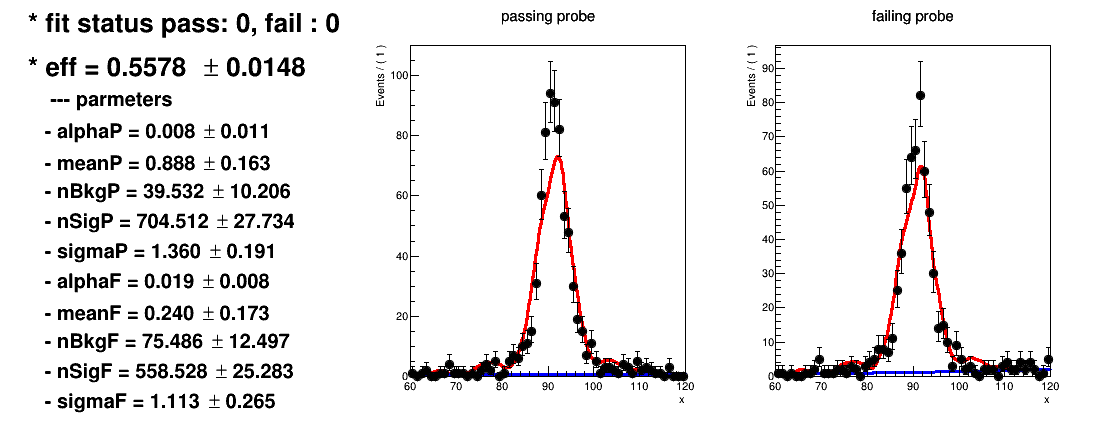 * fit status pass: 0, fail : 0
* eff = 0.5578 ± 0.0148
--- parmeters
- alphaP = 0.008 ± 0.011
- meanP = 0.888 ± 0.163
- nBkgP = 39.532 ± 10.206
- nSigP = 704.512 ± 27.734
- sigmaP = 1.360 ± 0.191
- alphaF = 0.019 ± 0.008
- meanF = 0.240 ± 0.173
- nBkgF = 75.486 ± 12.497
- nSigF = 558.528 ± 25.283
- sigmaF = 1.113 ± 0.265
passing probe
Events / ( 1 )
100
80
60
40
20
0
60 70 80 90 100 110 120
x
failing probe
Events / ( 1 )
90
80
70
60
50
40
30
20
10
0
60 70 80 90 100 110 120
x